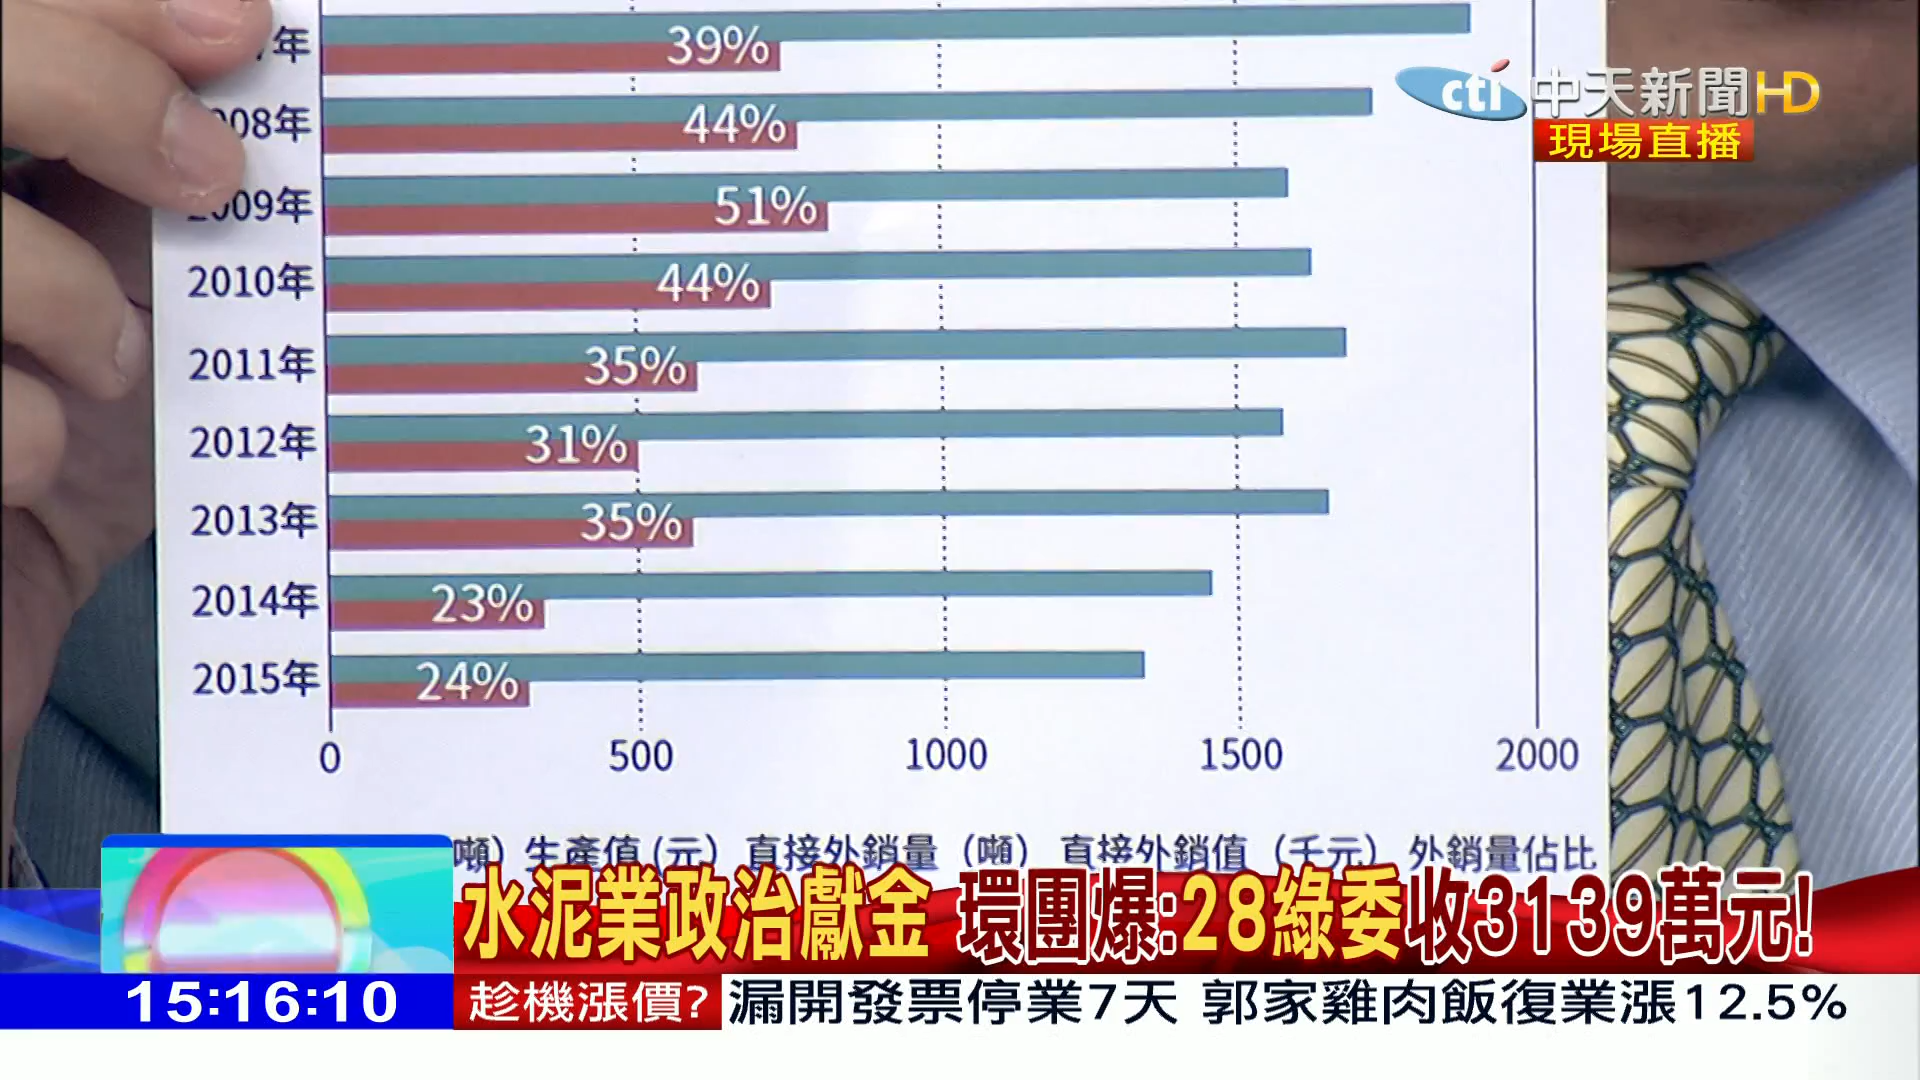 年
39%
cti 中天新聞HD
現場直播
08年
44%
2009年
51%
2010年
44%
2011年
35%
2012年
31%
2013年
35%
2014年
23%
2015年
24%
0 500 1000 1500 2000
噸）生產值(元）直接外銷量（噸） 直接外銷值（千元）外銷量佔比
水泥業政治獻金 環團爆:28綠委收3139萬元!
15:16:10 趁機漲價? 漏開發票停業7天 郭家雞肉飯復業漲12.5%